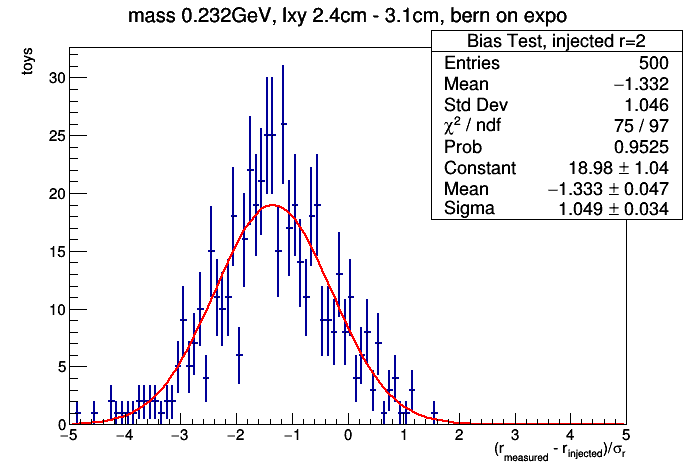 mass 0.232GeV, lxy 2.4cm - 3.1cm, bern on expo
toys
Bias Test, injected r=2
Entries 500
Mean −1.332
Std Dev 1.046
χ² / ndf 75 / 97
Prob 0.9525
Constant 18.98 ± 1.04
Mean −1.333 ± 0.047
Sigma 1.049 ± 0.034
30
25
20
15
10
5
0
−5 −4 −3 −2 −1 0 1 2 3 4 5
(r_measured - r_injected)/σ_r